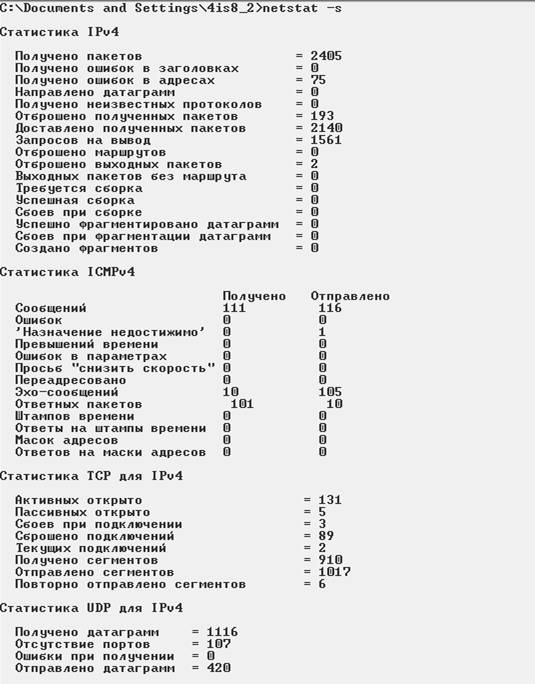 C:\Documents and Settings\4is8_2>netstat -s
Статистика IPv4
Получено пакетов = 2405
Получено ошибок в заголовках = 0
Получено ошибок в адресах = 75
Направлено датаграмм = 0
Получено неизвестных протоколов = 0
Отброшено полученных пакетов = 193
Доставлено полученных пакетов = 2140
Запросов на вывод = 1561
Отброшено маршрутов = 0
Отброшено выходных пакетов = 2
Выходных пакетов без маршрута = 0
Требуется сборка = 0
Успешная сборка = 0
Сбоев при сборке = 0
Успешно фрагментировано датаграмм = 0
Сбоев при фрагментации датаграмм = 0
Создано фрагментов = 0
Статистика ICMPv4
Получено Отправлено
Сообщений 111 116
Ошибок 0 0
'Назначение недостижимо' 0 1
Превышений времени 0 0
Ошибок в параметрах 0 0
Просьб "снизить скорость" 0 0
Переадресовано 0 0
Эхо-сообщений 10 105
Ответных пакетов 101 10
Штампов времени 0 0
Ответы на штампы времени 0 0
Масок адресов 0 0
Ответов на маски адресов 0 0
Статистика TCP для IPv4
Активных открыто = 131
Пассивных открыто = 5
Сбоев при подключении = 3
Сброшено подключений = 89
Текущих подключений = 2
Получено сегментов = 910
Отправлено сегментов = 1017
Повторно отправлено сегментов = 6
Статистика UDP для IPv4
Получено датаграмм = 1116
Отсутствие портов = 107
Ошибки при получении = 0
Отправлено датаграмм = 420